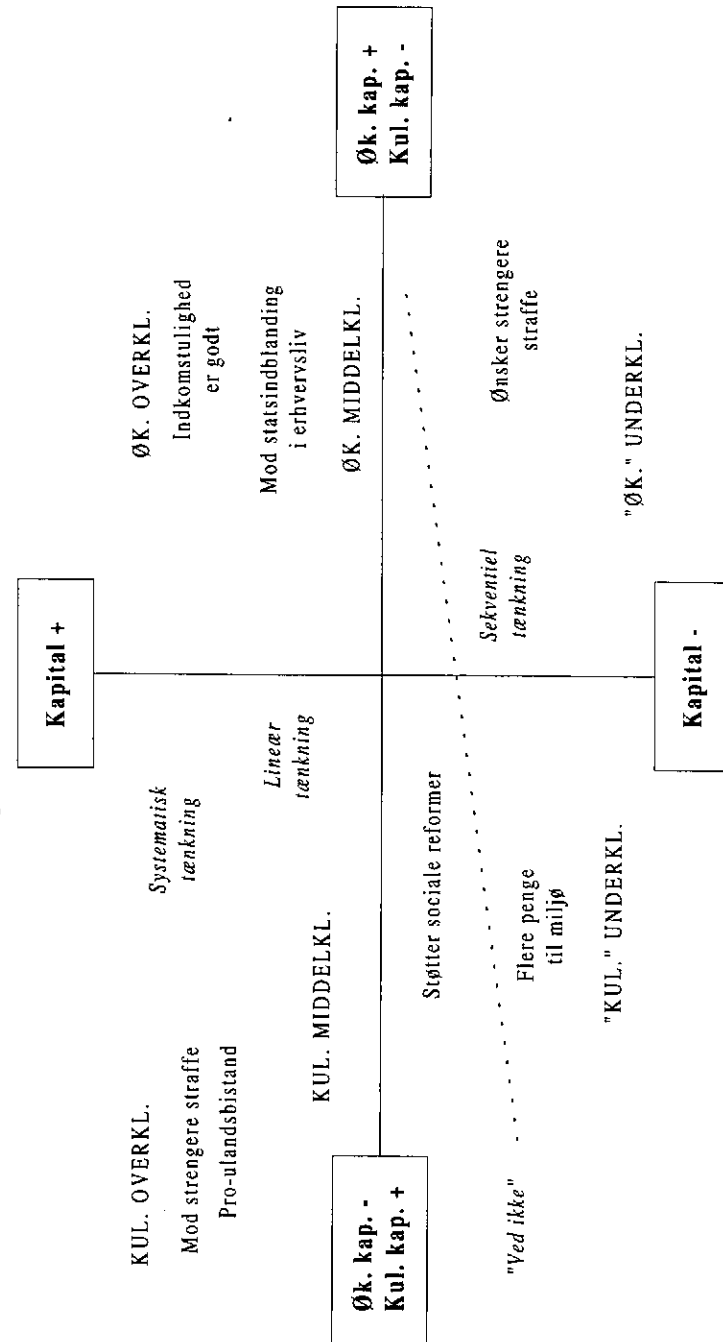 Kapital +
KUL. OVERKL.
Mod strengere straffe
Pro-ulandsbistand
Systematisk
tænkning
ØK. OVERKL.
Indkomstulighed
er godt
Lineær
tænkning
Mod statsindblanding
i erhvervsliv
KUL. MIDDELKL.
ØK. MIDDELKL.
Øk. kap. -
Kul. kap. +
Øk. kap. +
Kul. kap. -
Støtter sociale reformer
"Ved ikke"
Flere penge
til miljø
Sekventiel
tænkning
Ønsker strengere
straffe
"KUL." UNDERKL.
"ØK." UNDERKL.
Kapital -